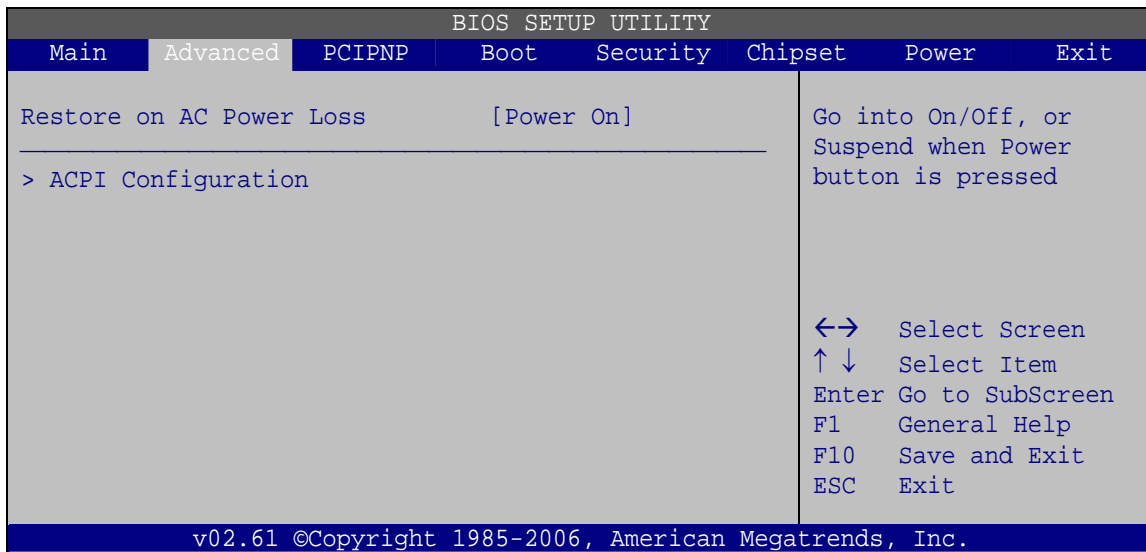 BIOS SETUP UTILITY
Main Advanced PCIPNP Boot Security Chipset Power Exit
Restore on AC Power Loss [Power On]
> ACPI Configuration
Go into On/Off, or
Suspend when Power
button is pressed
←→ Select Screen
↑ ↓ Select Item
Enter Go to SubScreen
F1 General Help
F10 Save and Exit
ESC Exit
v02.61 ©Copyright 1985-2006, American Megatrends, Inc.